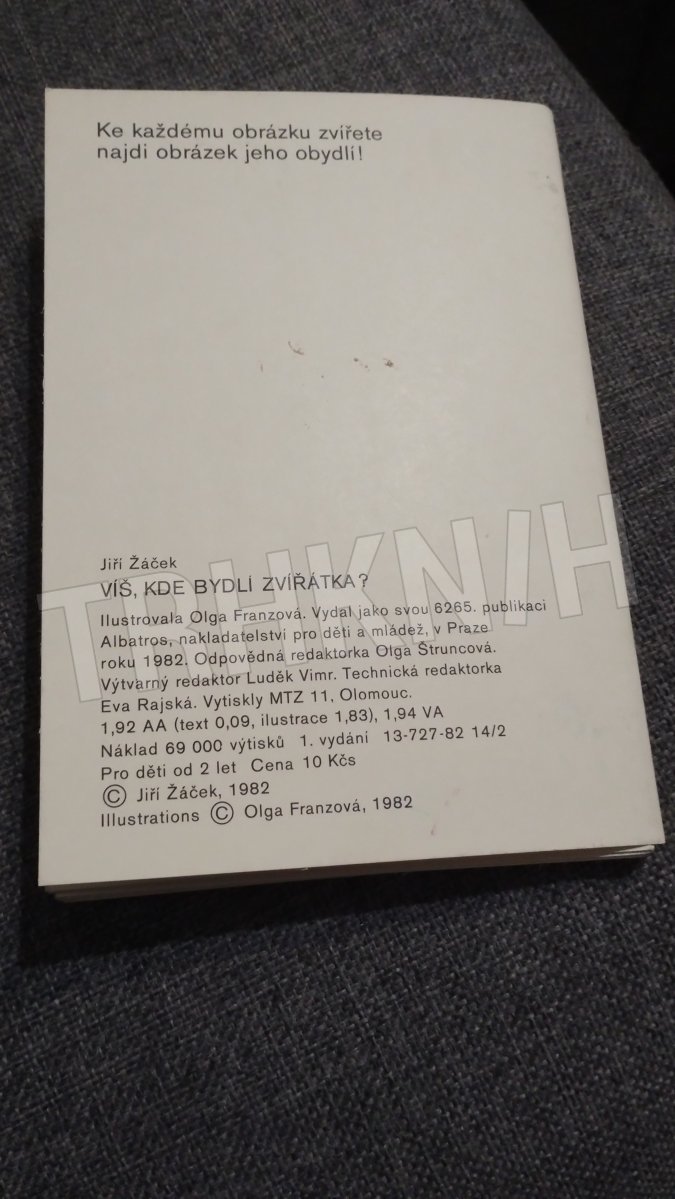 Ke každému obrázku zvířete
najdi obrázek jeho obydlí!
Jiří Žáček
VÍŠ, KDE BYDLÍ ZVÍŘÁTKA?
Ilustrovala Olga Franzová. Vydal jako svou 6265. publikaci
Albatros, nakladatelství pro děti a mládež, v Praze
roku 1982. Odpovědná redaktorka Olga Štruncová.
Výtvarný redaktor Luděk Vimr. Technická redaktorka
Eva Rajská. Vytiskly MTZ 11, Olomouc.
1,92 AA (text 0,09, ilustrace 1,83), 1,94 VA
Náklad 69 000 výtisků 1. vydání 13-727-82 14/2
Pro děti od 2 let Cena 10 Kčs
© Jiří Žáček, 1982
Illustrations © Olga Franzová, 1982
TRHKNIH